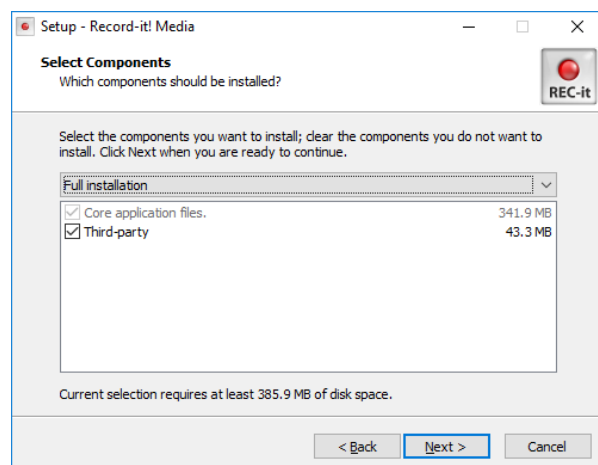 Setup - Record-it! Media
Select Components
Which components should be installed?
REC-it
Select the components you want to install; clear the components you do not want to
install. Click Next when you are ready to continue.
Full installation
Core application files. 341.9 MB
Third-party 43.3 MB
Current selection requires at least 385.9 MB of disk space.
< Back Next > Cancel